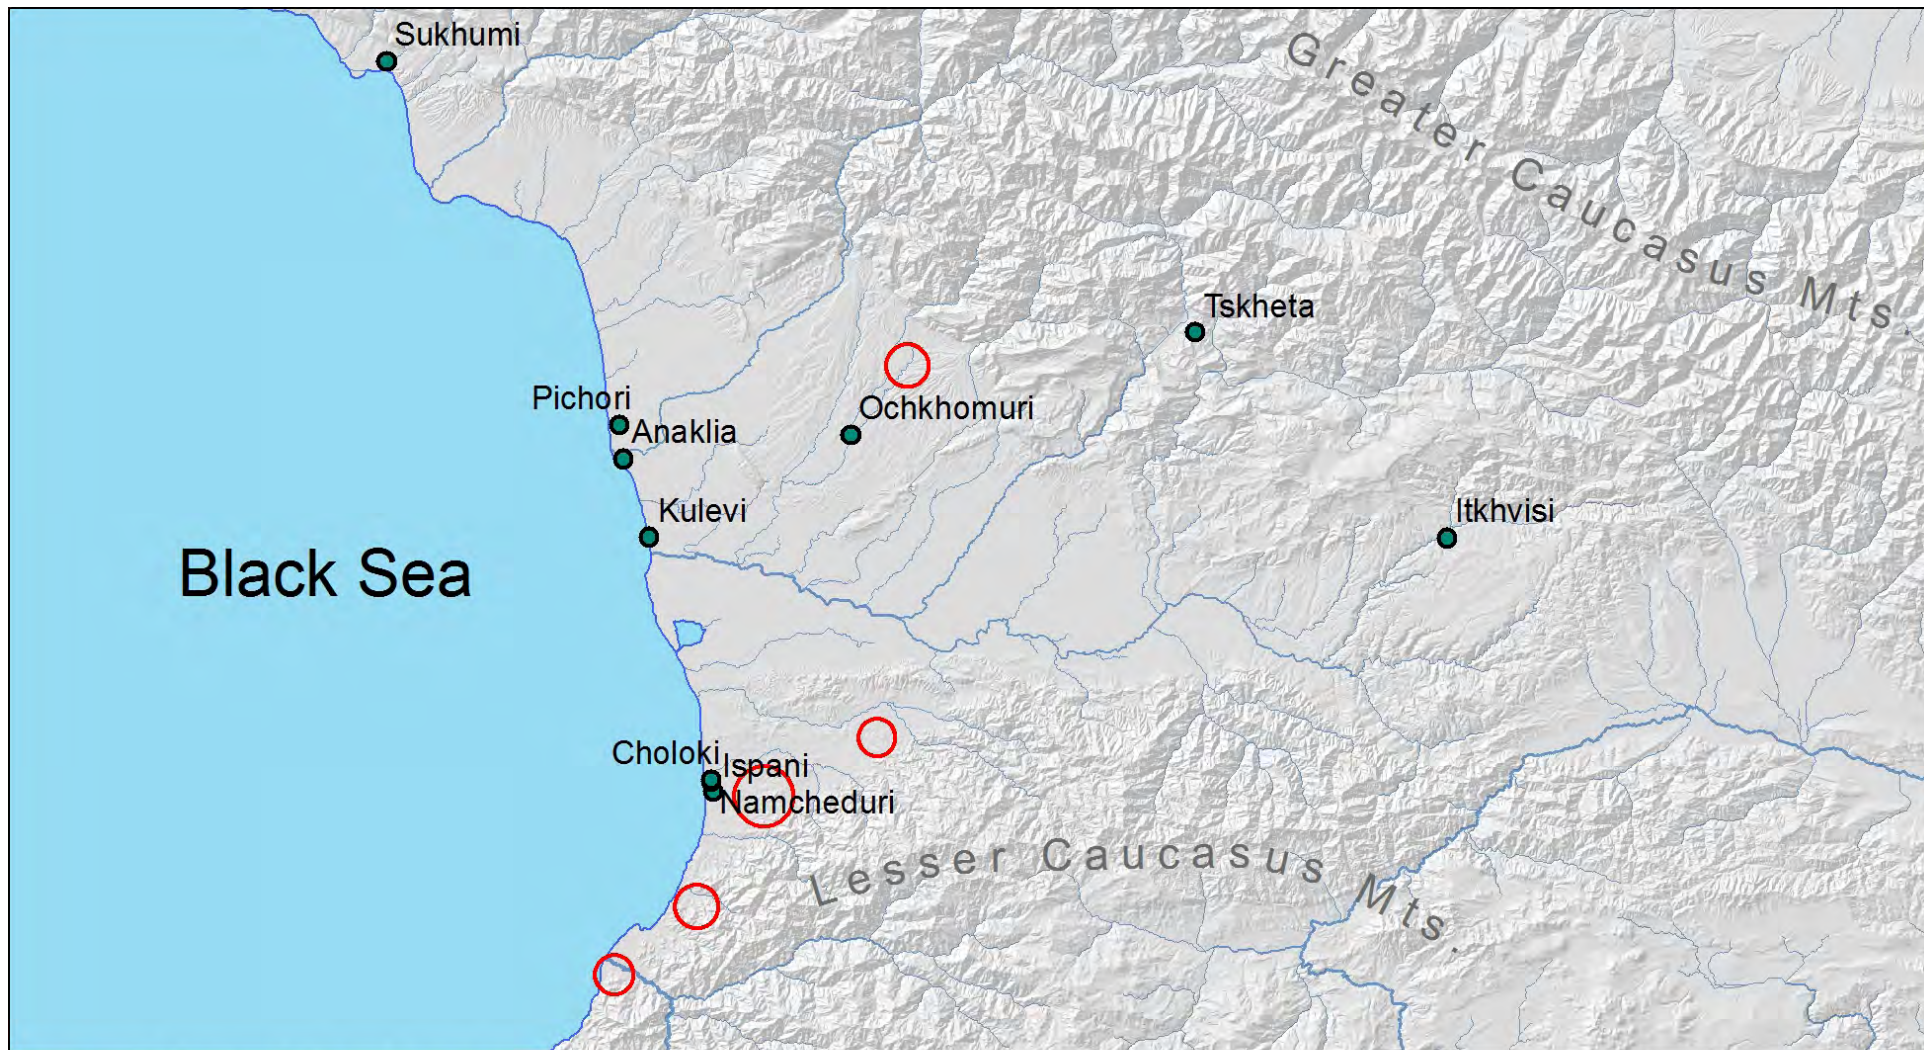 Sukhumi
Greater Caucasus Mts.
Tskheta
Pichori
Ochkhomuri
Anaklia
Kulevi
Itkhvisi
Black Sea
Choloki
Ispani
Namcheduri
Lesser Caucasus Mts.